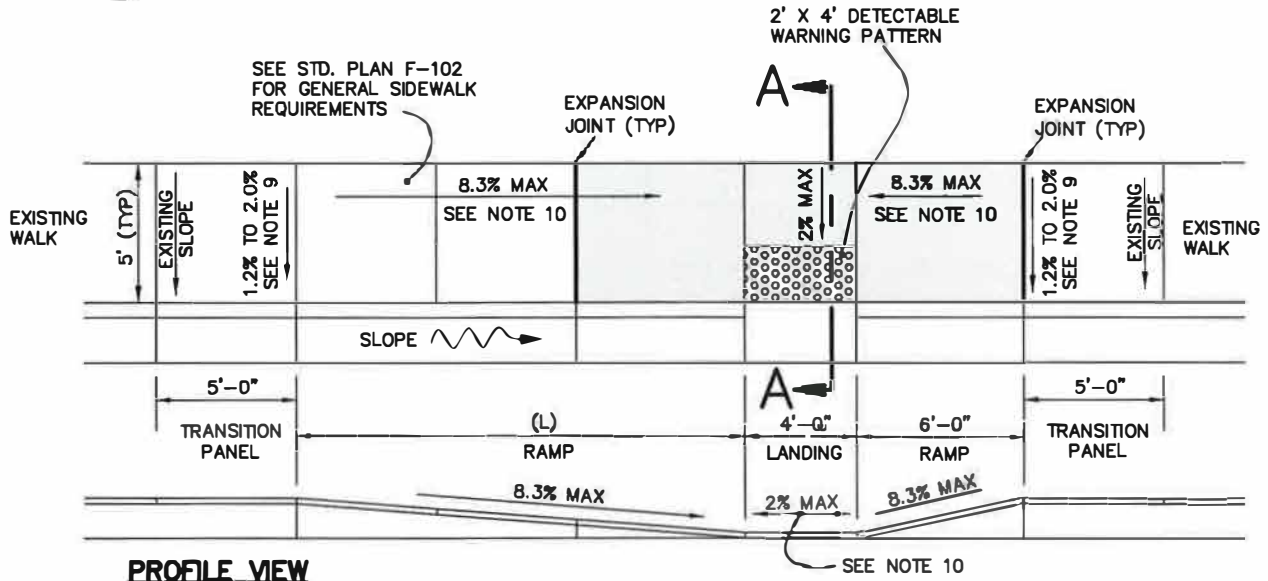 2' X 4' DETECTABLE
WARNING PATTERN
SEE STD. PLAN F-102
FOR GENERAL SIDEWALK
REQUIREMENTS
A
EXPANSION
JOINT (TYP)
EXPANSION
JOINT (TYP)
EXISTING
WALK
5' (TYP)
EXISTING
SLOPE
1.2% TO 2.0%
SEE NOTE 9
8.3% MAX
SEE NOTE 10
2% MAX
8.3% MAX
SEE NOTE 10
1.2% TO 2.0%
SEE NOTE 9
EXISTING
SLOPE
EXISTING
WALK
SLOPE
A
5'-0"
TRANSITION
PANEL
(L)
RAMP
4'-0"
LANDING
6'-0"
RAMP
5'-0"
TRANSITION
PANEL
8.3% MAX
2% MAX
8.3% MAX
SEE NOTE 10
PROFILE VIEW